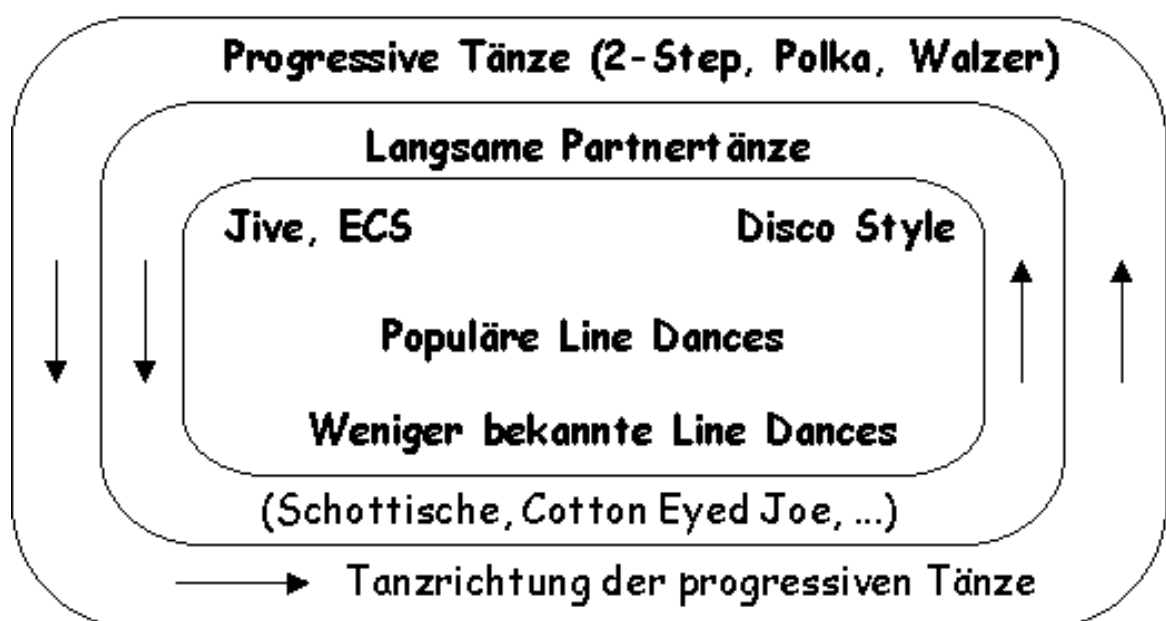 Progressive Tänze (2-Step, Polka, Walzer)
Langsame Partnertänze
Jive, ECS Disco Style
Populäre Line Dances
Weniger bekannte Line Dances
(Schottische, Cotton Eyed Joe, ...)
Tanzrichtung der progressiven Tänze